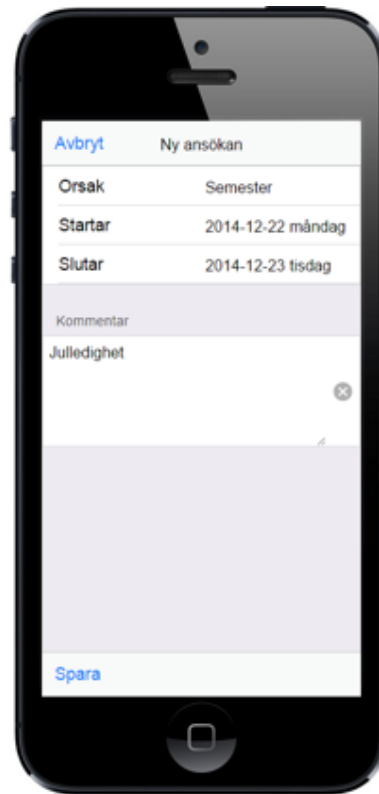 Avbryt Ny ansökan
Orsak Semester
Startar 2014-12-22 måndag
Slutar 2014-12-23 tisdag
Kommentar
Julledighet
Spara